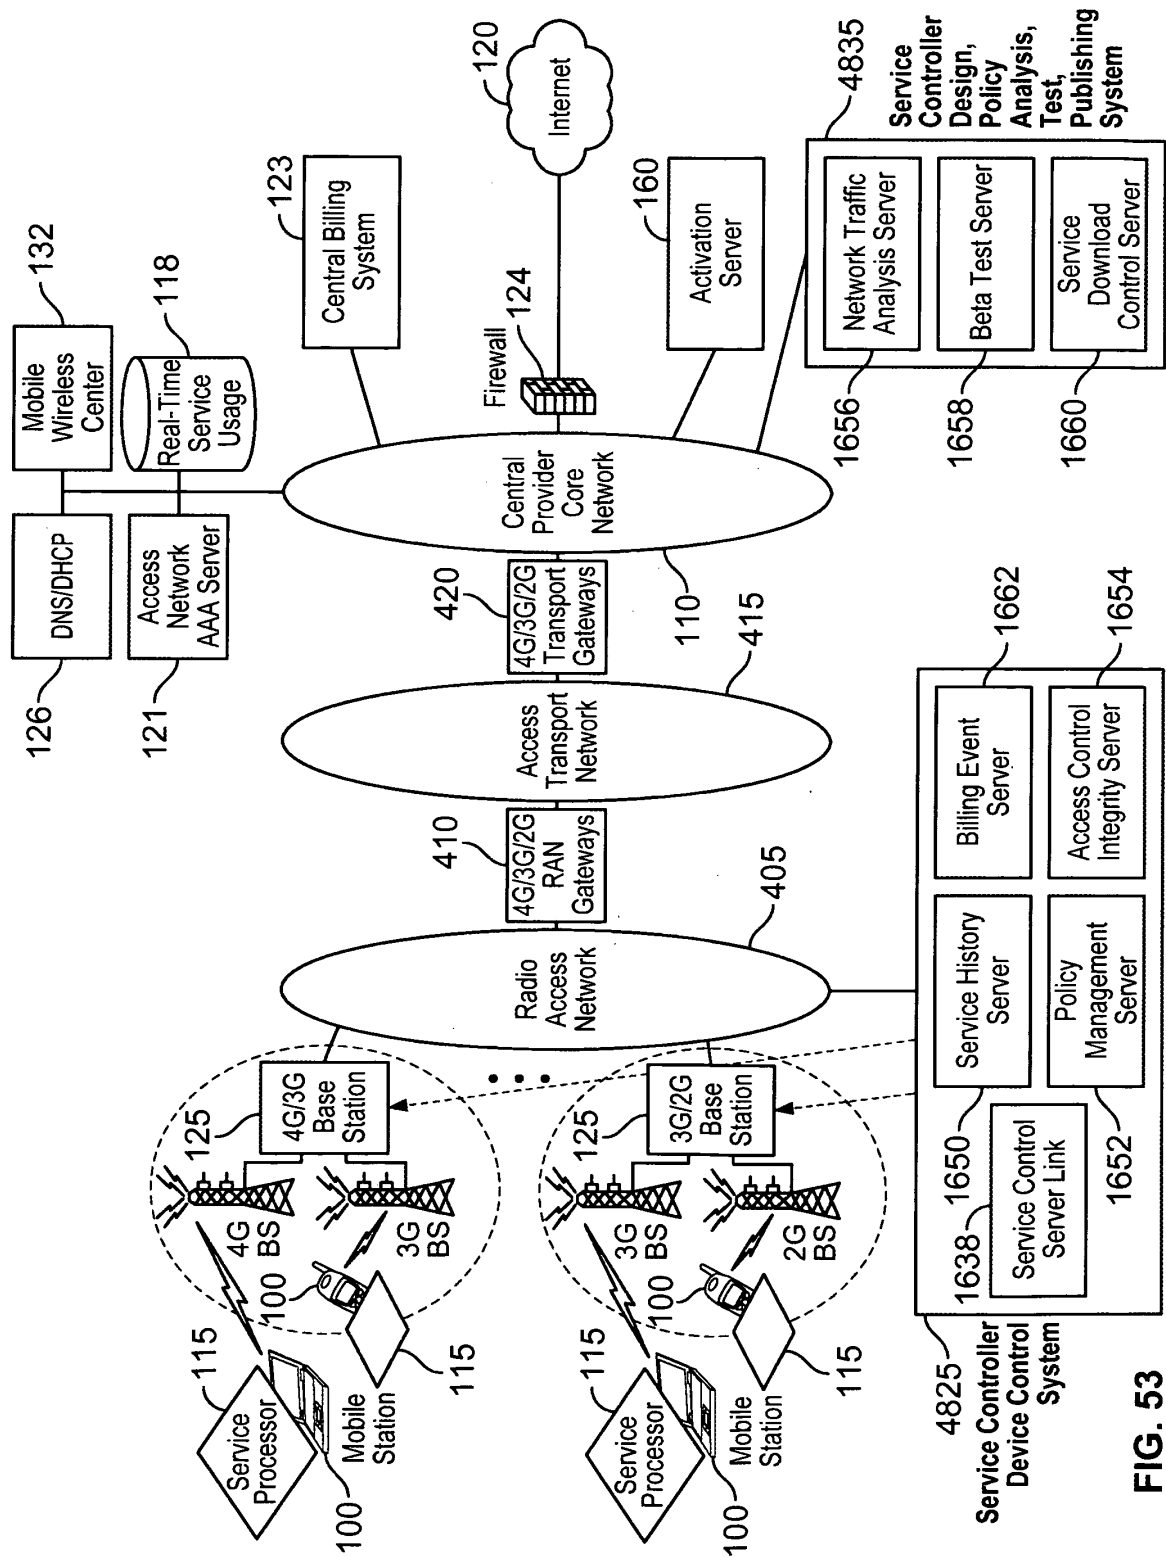 126
DNS/DHCP
Mobile
Wireless
Center
132
121
Access
Network
AAA Server
Real-Time
Service
Usage
118
Central Billing
System
123
115
Service
Processor
100
Mobile
Station
115
100
4G
BS
3G
BS
125
4G/3G
Base
Station
Radio
Access
Network
405
410
4G/3G/2G
RAN
Gateways
Access
Transport
Network
415
420
4G/3G/2G
Transport
Gateways
Central
Provider
Core
Network
110
Firewall
124
Internet
120
115
Service
Processor
100
Mobile
Station
115
100
3G
BS
2G
BS
125
3G/2G
Base
Station
Activation
Server
160
4825
Service Controller
Device Control
System
1638
Service Control
Server Link
1650
Service History
Server
Billing Event
Server
1662
1652
Policy
Management
Server
Access Control
Integrity Server
1654
1656
Network Traffic
Analysis Server
1658
Beta Test Server
1660
Service
Download
Control Server
4835
Service
Controller
Design,
Policy
Analysis,
Test,
Publishing
System
FIG. 53